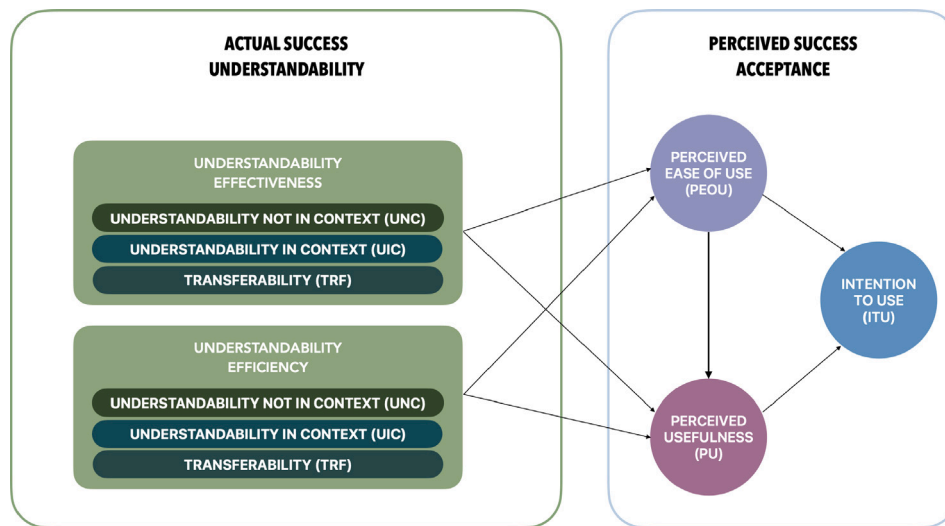 ACTUAL SUCCESS
UNDERSTANDABILITY
UNDERSTANDABILITY
EFFECTIVENESS
UNDERSTANDABILITY NOT IN CONTEXT (UNC)
UNDERSTANDABILITY IN CONTEXT (UIC)
TRANSFERABILITY (TRF)
UNDERSTANDABILITY
EFFICIENCY
UNDERSTANDABILITY NOT IN CONTEXT (UNC)
UNDERSTANDABILITY IN CONTEXT (UIC)
TRANSFERABILITY (TRF)
PERCEIVED SUCCESS
ACCEPTANCE
PERCEIVED
EASE OF USE
(PEOU)
INTENTION
TO USE
(ITU)
PERCEIVED
USEFULNESS
(PU)